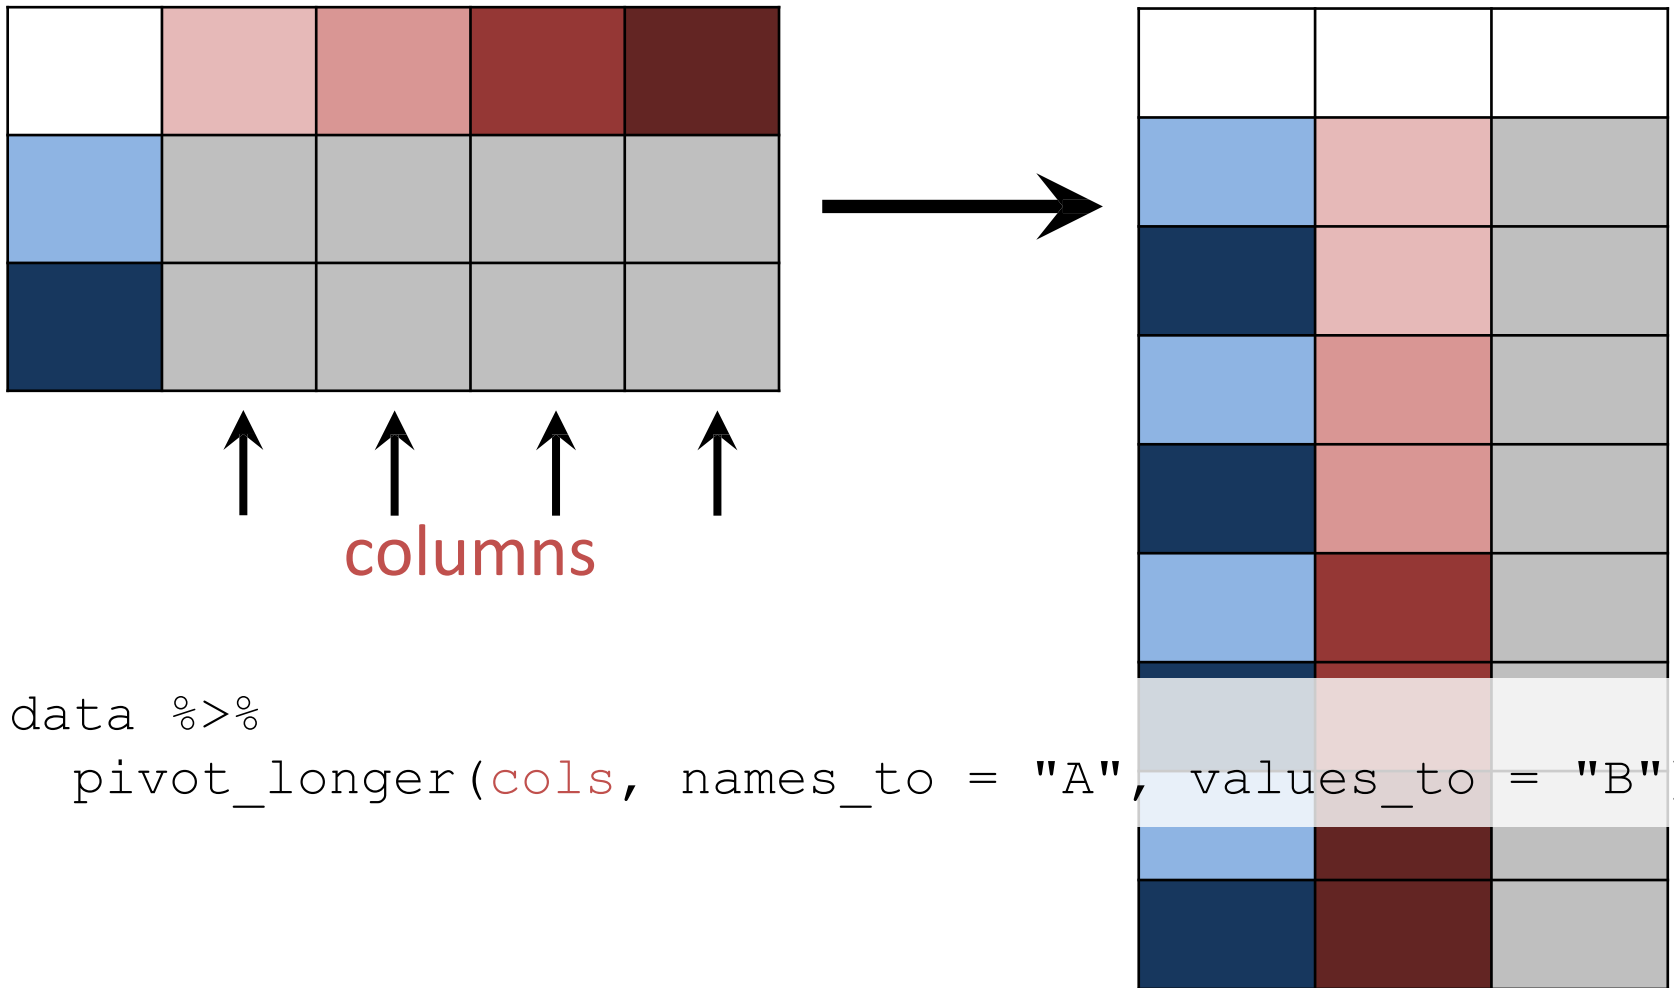 columns
data %>%
pivot_longer(cols, names_to = "A", values_to = "B")